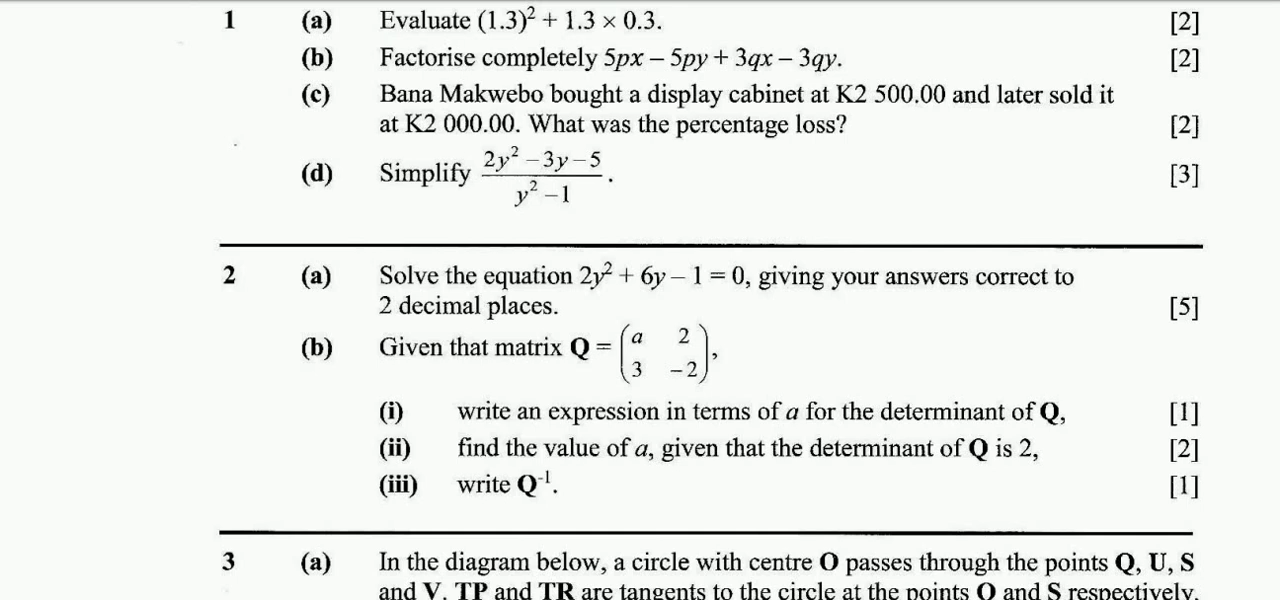 1 (a) Evaluate (1.3)² + 1.3 × 0.3. [2]
(b) Factorise completely 5px – 5py + 3qx – 3qy. [2]
(c) Bana Makwebo bought a display cabinet at K2 500.00 and later sold it
at K2 000.00. What was the percentage loss? [2]
(d) Simplify (2y² – 3y – 5)/(y² – 1). [3]
2 (a) Solve the equation 2y² + 6y – 1 = 0, giving your answers correct to
2 decimal places. [5]
(b) Given that matrix Q = (a 2
3 –2),
(i) write an expression in terms of a for the determinant of Q, [1]
(ii) find the value of a, given that the determinant of Q is 2, [2]
(iii) write Q⁻¹. [1]
3 (a) In the diagram below, a circle with centre O passes through the points Q, U, S
and V. TP and TR are tangents to the circle at the points Q and S respectively.